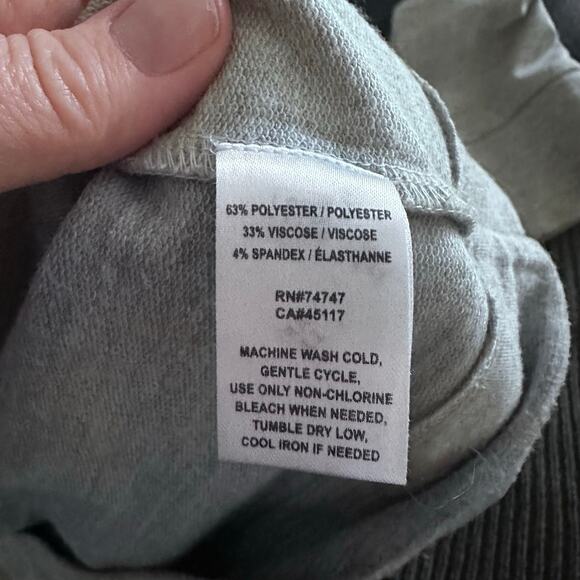 63% POLYESTER / POLYESTER
33% VISCOSE / VISCOSE
4% SPANDEX / ÉLASTHANNE
RN#74747
CA#45117
MACHINE WASH COLD,
GENTLE CYCLE,
USE ONLY NON-CHLORINE
BLEACH WHEN NEEDED,
TUMBLE DRY LOW,
COOL IRON IF NEEDED